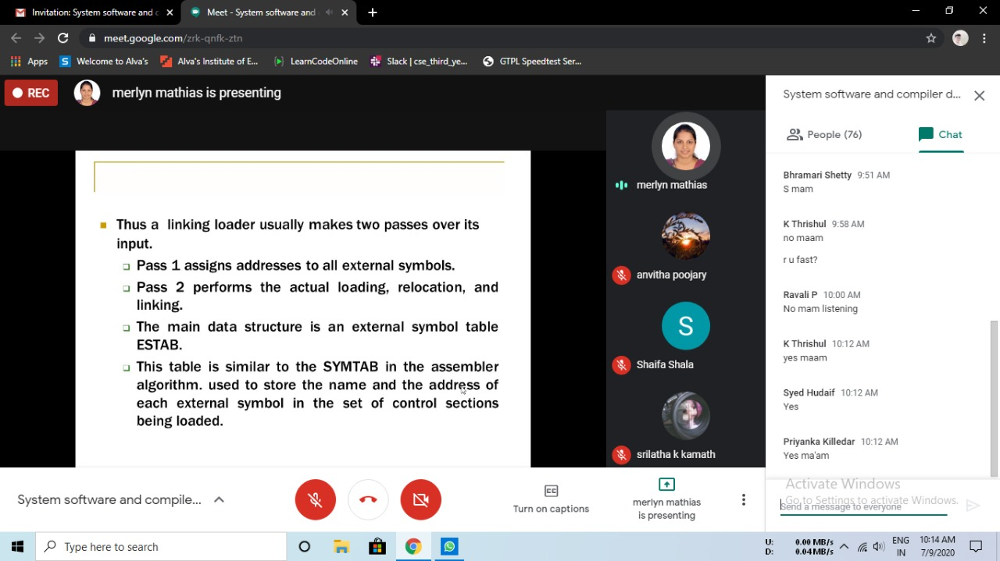 Invitation: System software and c
Meet - System software and
meet.google.com/zrk-qnfk-ztn
Apps
S Welcome to Alva's
Alva's Institute of E...
LearnCodeOnline
Slack | cse_third_ye...
GTPL Speedtest Ser...
REC
merlyn mathias is presenting
Thus a linking loader usually makes two passes over its
input.
Pass 1 assigns addresses to all external symbols.
Pass 2 performs the actual loading, relocation, and
linking.
The main data structure is an external symbol table
ESTAB.
This table is similar to the SYMTAB in the assembler
algorithm. used to store the name and the address of
each external symbol in the set of control sections
being loaded.
merlyn mathias
anvitha poojary
S
Shaifa Shala
srilatha k kamath
System software and compiler d...
People (76)
Chat
Bhramari Shetty 9:51 AM
S mam
K Thrishul 9:58 AM
no maam
r u fast?
Ravali P 10:00 AM
No mam listening
K Thrishul 10:12 AM
yes maam
Syed Hudaif 10:12 AM
Yes
Priyanka Killedar 10:12 AM
Yes ma'am
Activate Windows
Go to Settings to activate Windows.
Send a message to everyone
System software and compile...
CC
Turn on captions
merlyn mathias
is presenting
Type here to search
U: 0.00 MB/s
D: 0.04 MB/s
ENG
IN
10:14 AM
7/9/2020